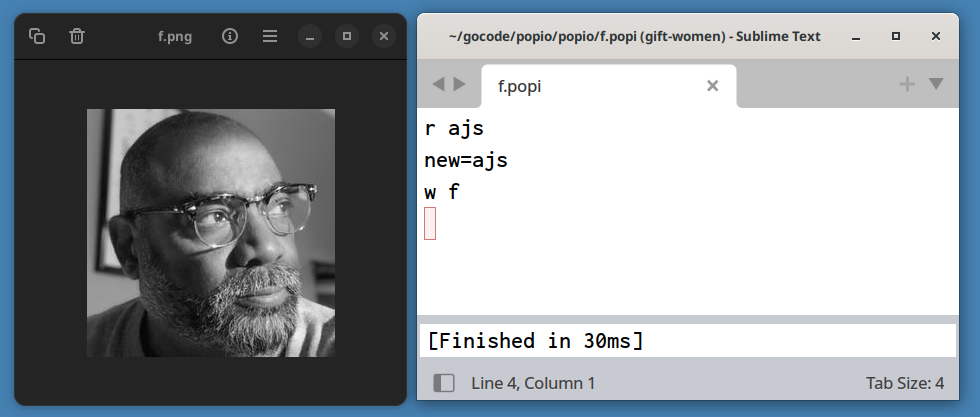 f.png
~/gocode/popio/popio/f.popi (gift-women) - Sublime Text
f.popi
r ajs
new=ajs
w f
[Finished in 30ms]
Line 4, Column 1
Tab Size: 4